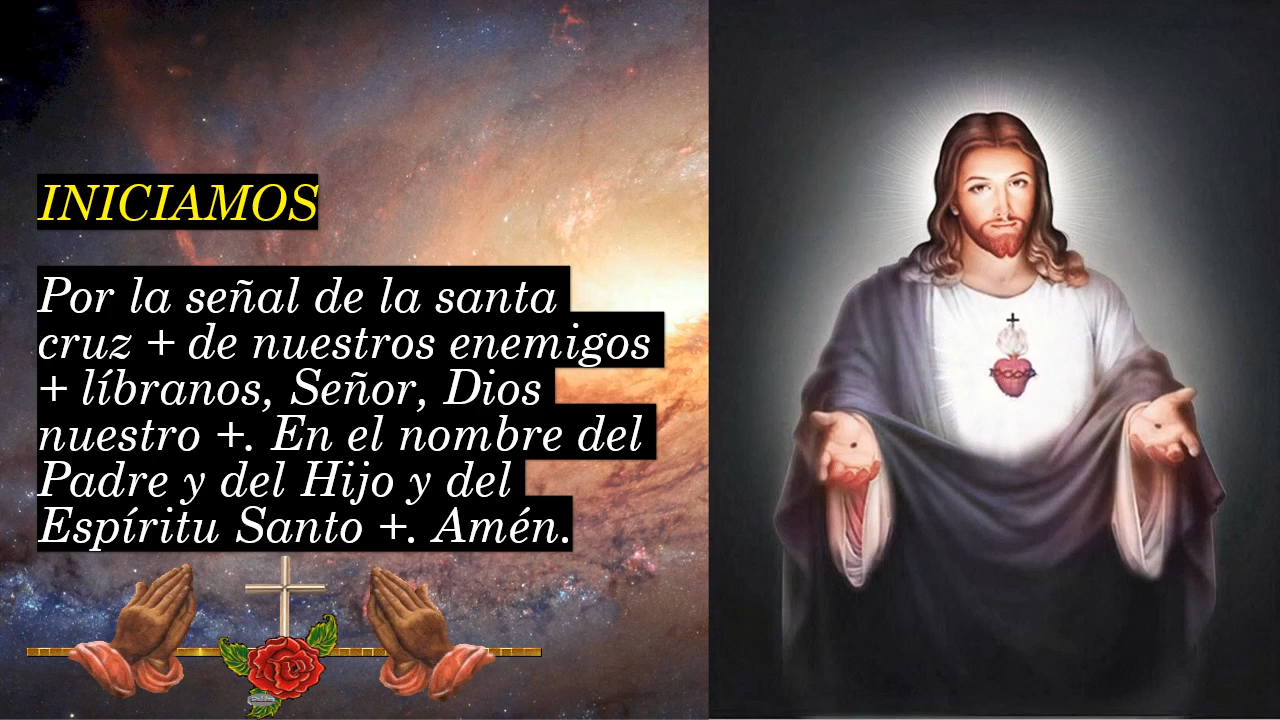 INICIAMOS
Por la señal de la santa
cruz + de nuestros enemigos
+ líbranos, Señor, Dios
nuestro +. En el nombre del
Padre y del Hijo y del
Espíritu Santo +. Amén.